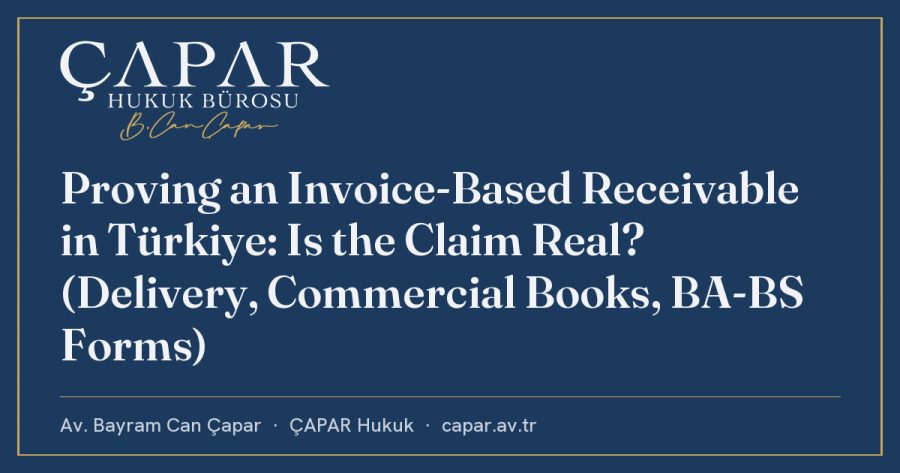 ÇAPAR
HUKUK BÜROSU
B.Can Çapar
Proving an Invoice-Based Receivable
in Türkiye: Is the Claim Real?
(Delivery, Commercial Books, BA-BS
Forms)
Av. Bayram Can Çapar · ÇAPAR Hukuk · capar.av.tr